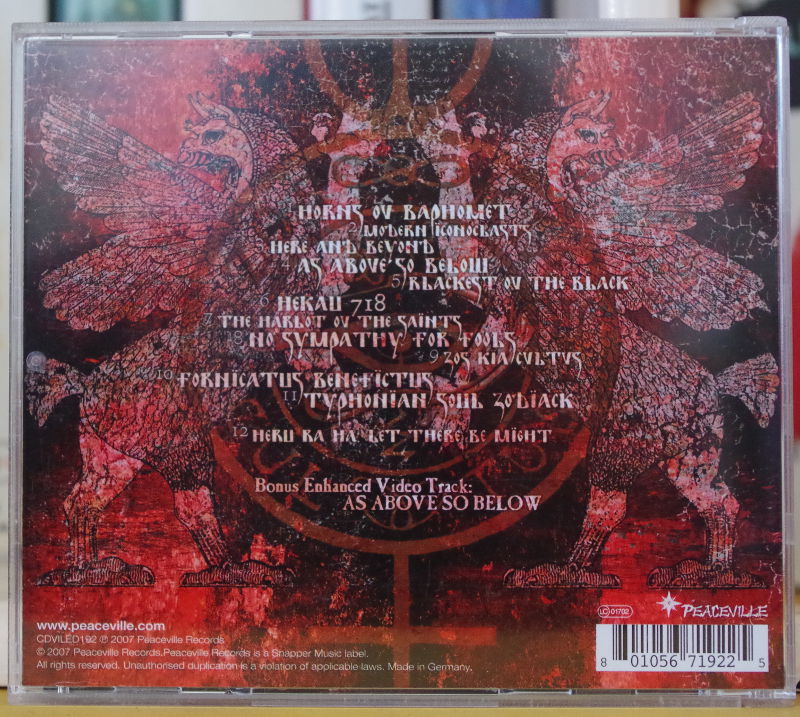 HORNS OV BAPHOMET
MODERN ICONOCLASTS
3 HERE AND BEYOND
4 AS ABOVE SO BELOW
5 BLACKEST OV THE BLACK
6 HEKAU 718
7 THE HARLOT OV THE SAINTS
8 NO SYMPATHY FOR FOOLS
9 ZOS KIA CULTUS
10 FORNICATUS BENEFICTUS
11 TYPHONIAN SOUL ZODIACK
12 HERU RA HA: LET THERE BE MIGHT
Bonus Enhanced Video Track:
AS ABOVE SO BELOW
www.peaceville.com
CDVILED192 ℗ 2007 Peaceville Records
© 2007 Peaceville Records.Peaceville Records is a Snapper Music label.
All rights reserved. Unauthorised duplication is a violation of applicable laws. Made in Germany.
LC 01702
PEACEVILLE
8 01056 71922 5